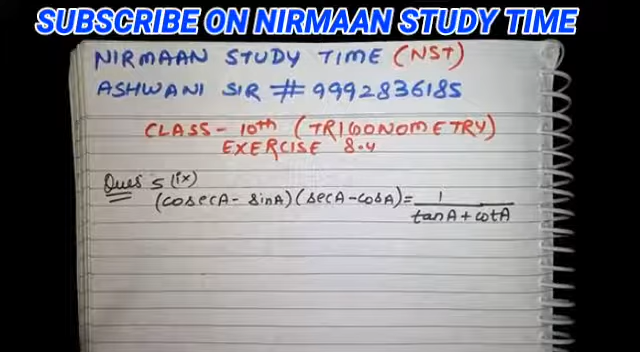 SUBSCRIBE ON NIRMAAN STUDY TIME
NIRMAAN STUDY TIME (NST)
ASHWANI SIR # 9992836185
CLASS- 10th (TRIGONOMETRY)
EXERCISE 8.4
Ques 5 (ix)
(cosecA - sinA) (secA - cosA) = 1 / tanA + cotA